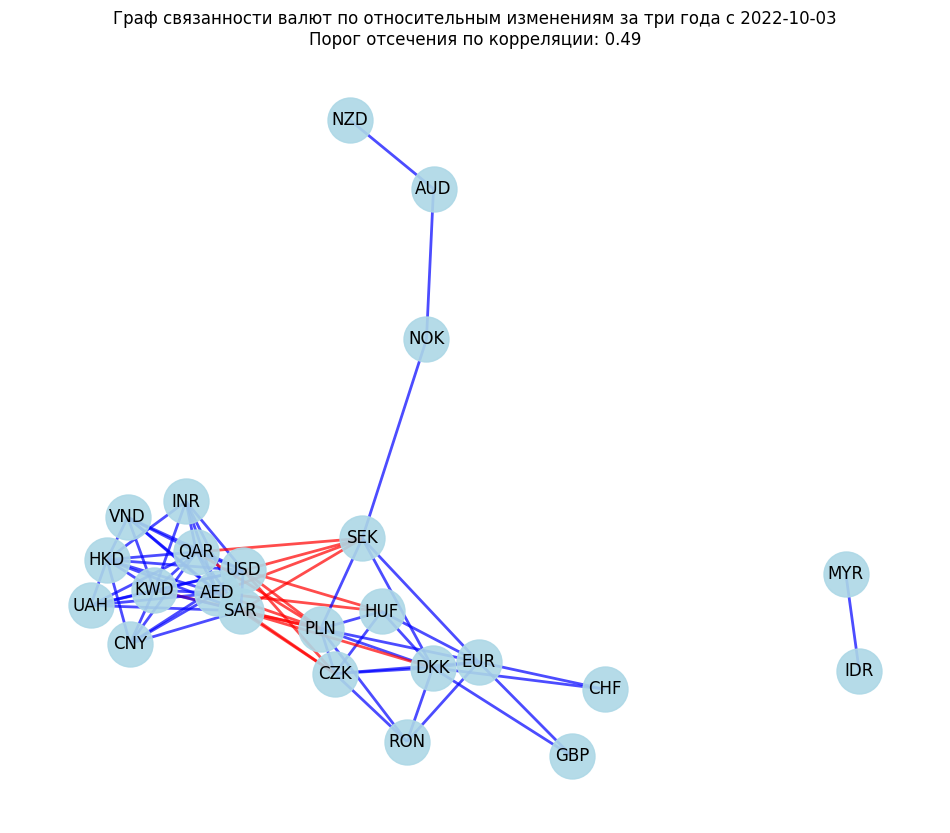 Граф связанности валют по относительным изменениям за три года с 2022-10-03
Порог отсечения по корреляции: 0.49
NZD
AUD
NOK
INR
VND
SEK
QAR
HKD
USD
MYR
KWD
AED
UAH
SAR
HUF
PLN
CNY
EUR
DKK
IDR
CZK
CHF
RON
GBP